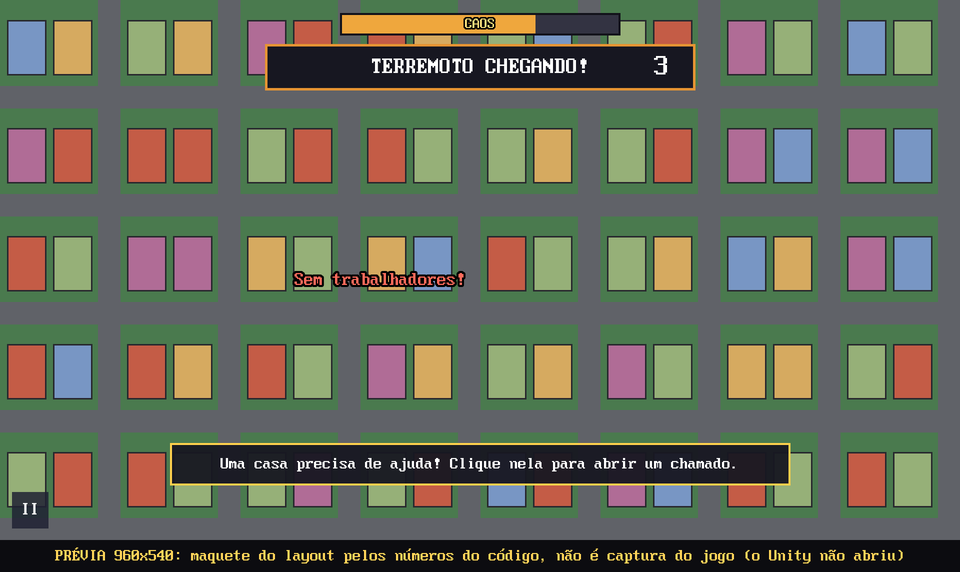 CAOS
TERREMOTO CHEGANDO! 3
Sem trabalhadores!
Uma casa precisa de ajuda! Clique nela para abrir um chamado.
II
PRÉVIA 960x540: maquete do layout pelos números do código, não é captura do jogo (o Unity não abriu)